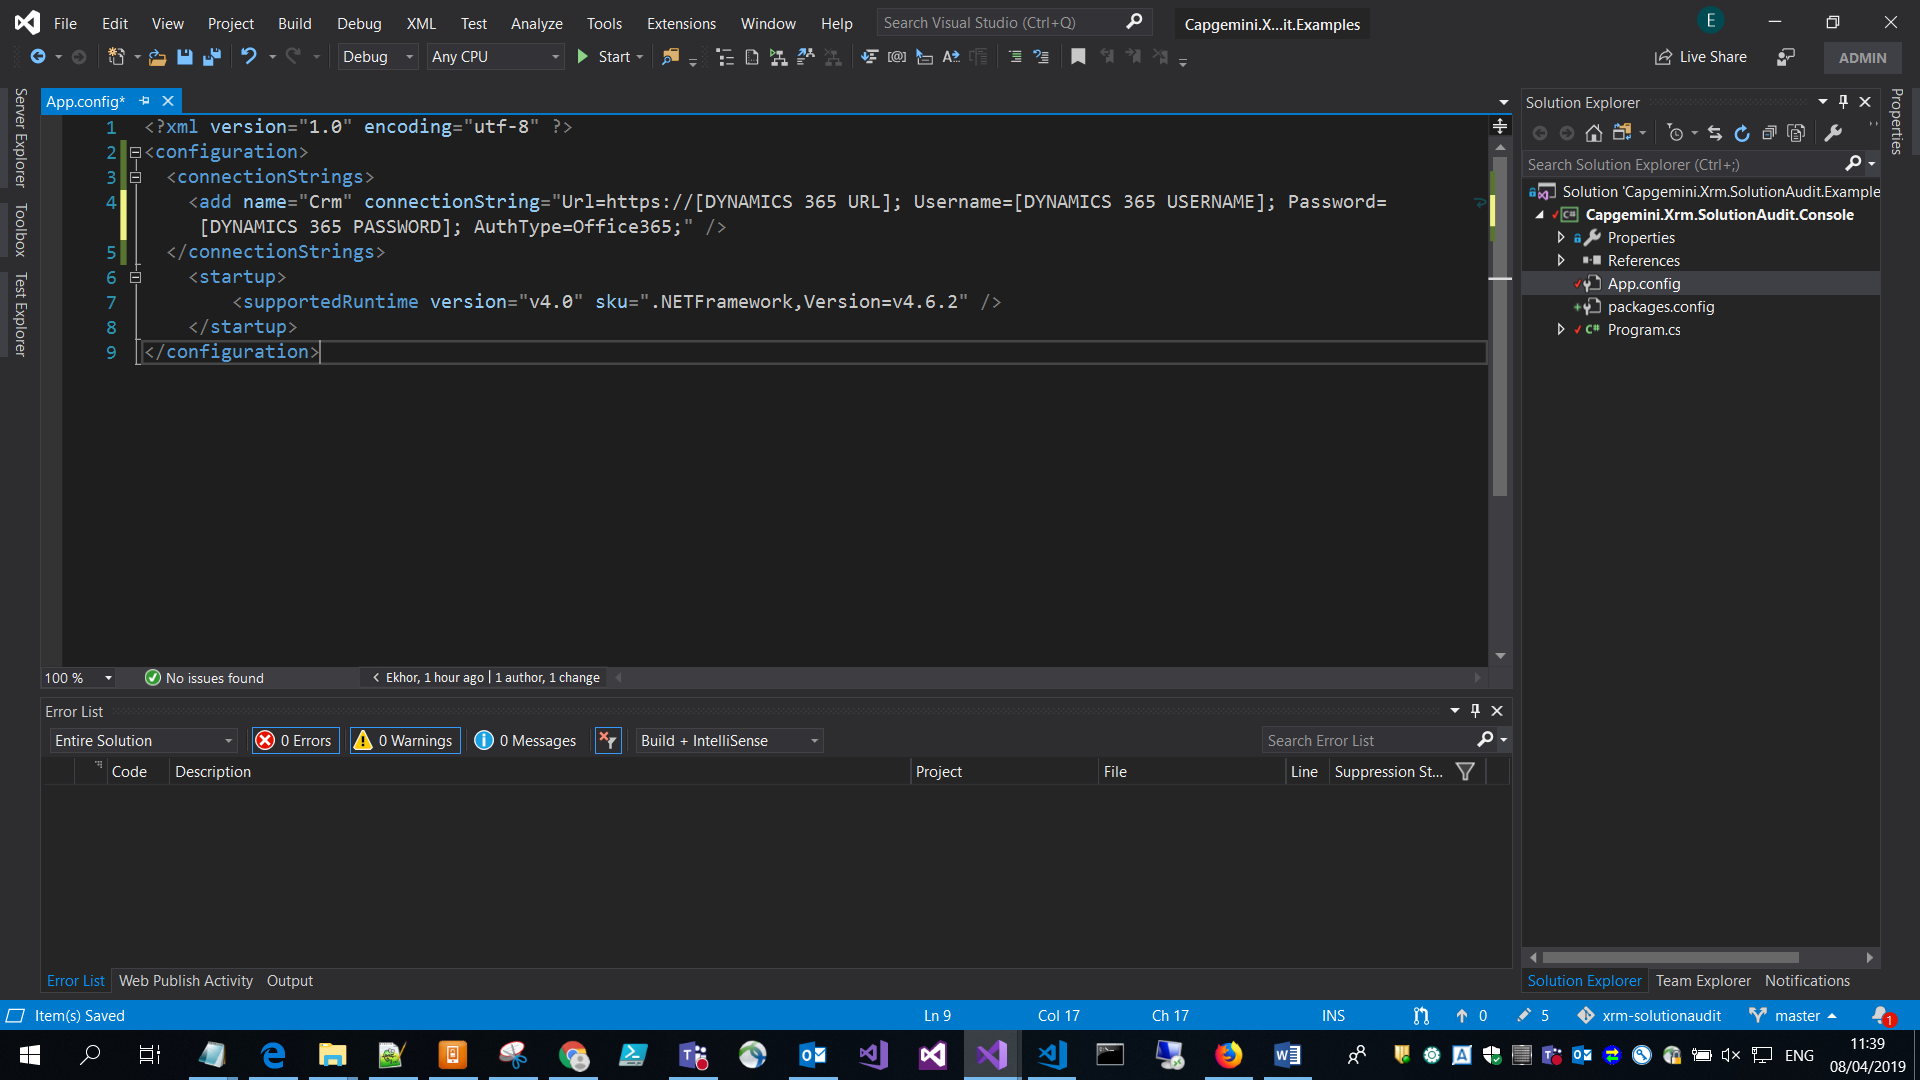 File Edit View Project Build Debug XML Test Analyze Tools Extensions Window Help Search Visual Studio (Ctrl+Q) Capgemini.X...it.Examples E
Debug Any CPU Start Live Share ADMIN
App.config*
Server Explorer
Toolbox
Test Explorer
1 <?xml version="1.0" encoding="utf-8" ?>
2 <configuration>
3 <connectionStrings>
4 <add name="Crm" connectionString="Url=https://[DYNAMICS 365 URL]; Username=[DYNAMICS 365 USERNAME]; Password=
[DYNAMICS 365 PASSWORD]; AuthType=Office365;" />
5 </connectionStrings>
6 <startup>
7 <supportedRuntime version="v4.0" sku=".NETFramework,Version=v4.6.2" />
8 </startup>
9 </configuration>
100 % No issues found Ekhor, 1 hour ago | 1 author, 1 change
Solution Explorer
Search Solution Explorer (Ctrl+;)
Solution 'Capgemini.Xrm.SolutionAudit.Example
Capgemini.Xrm.SolutionAudit.Console
Properties
References
App.config
packages.config
Program.cs
Properties
Error List
Entire Solution 0 Errors 0 Warnings 0 Messages Build + IntelliSense Search Error List
Code Description Project File Line Suppression St...
Error List Web Publish Activity Output
Solution Explorer Team Explorer Notifications
Item(s) Saved Ln 9 Col 17 Ch 17 INS 0 5 xrm-solutionaudit master 1
ENG 11:39
08/04/2019